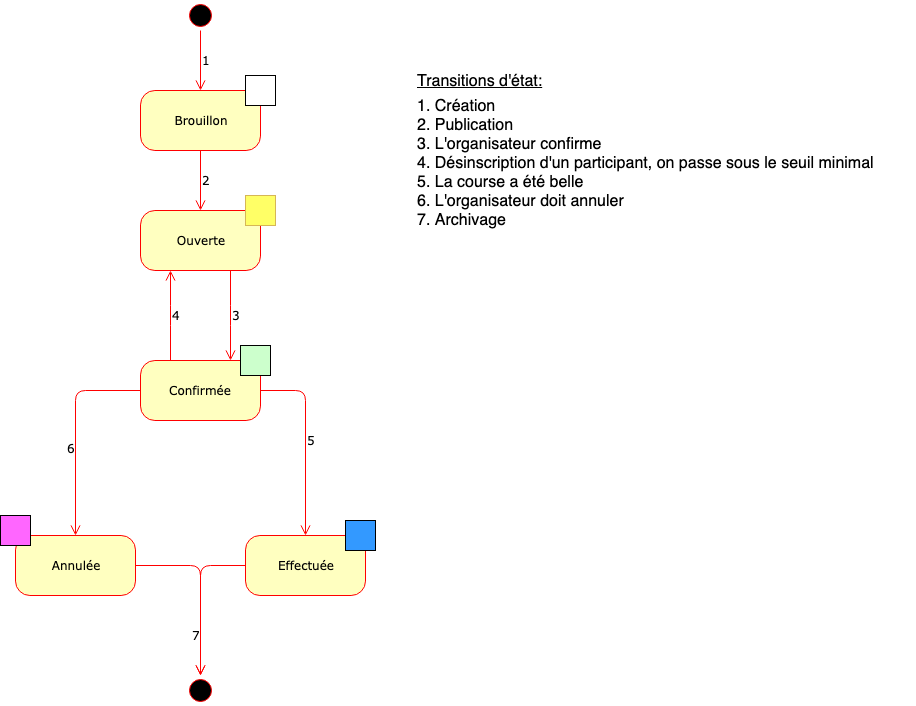 1
Transitions d'état:
1. Création
Brouillon
2. Publication
3. L'organisateur confirme
4. Désinscription d'un participant, on passe sous le seuil minimal
2
5. La course a été belle
6. L'organisateur doit annuler
7. Archivage
Ouverte
4
3
Confirmée
6
5
Annulée
Effectuée
7